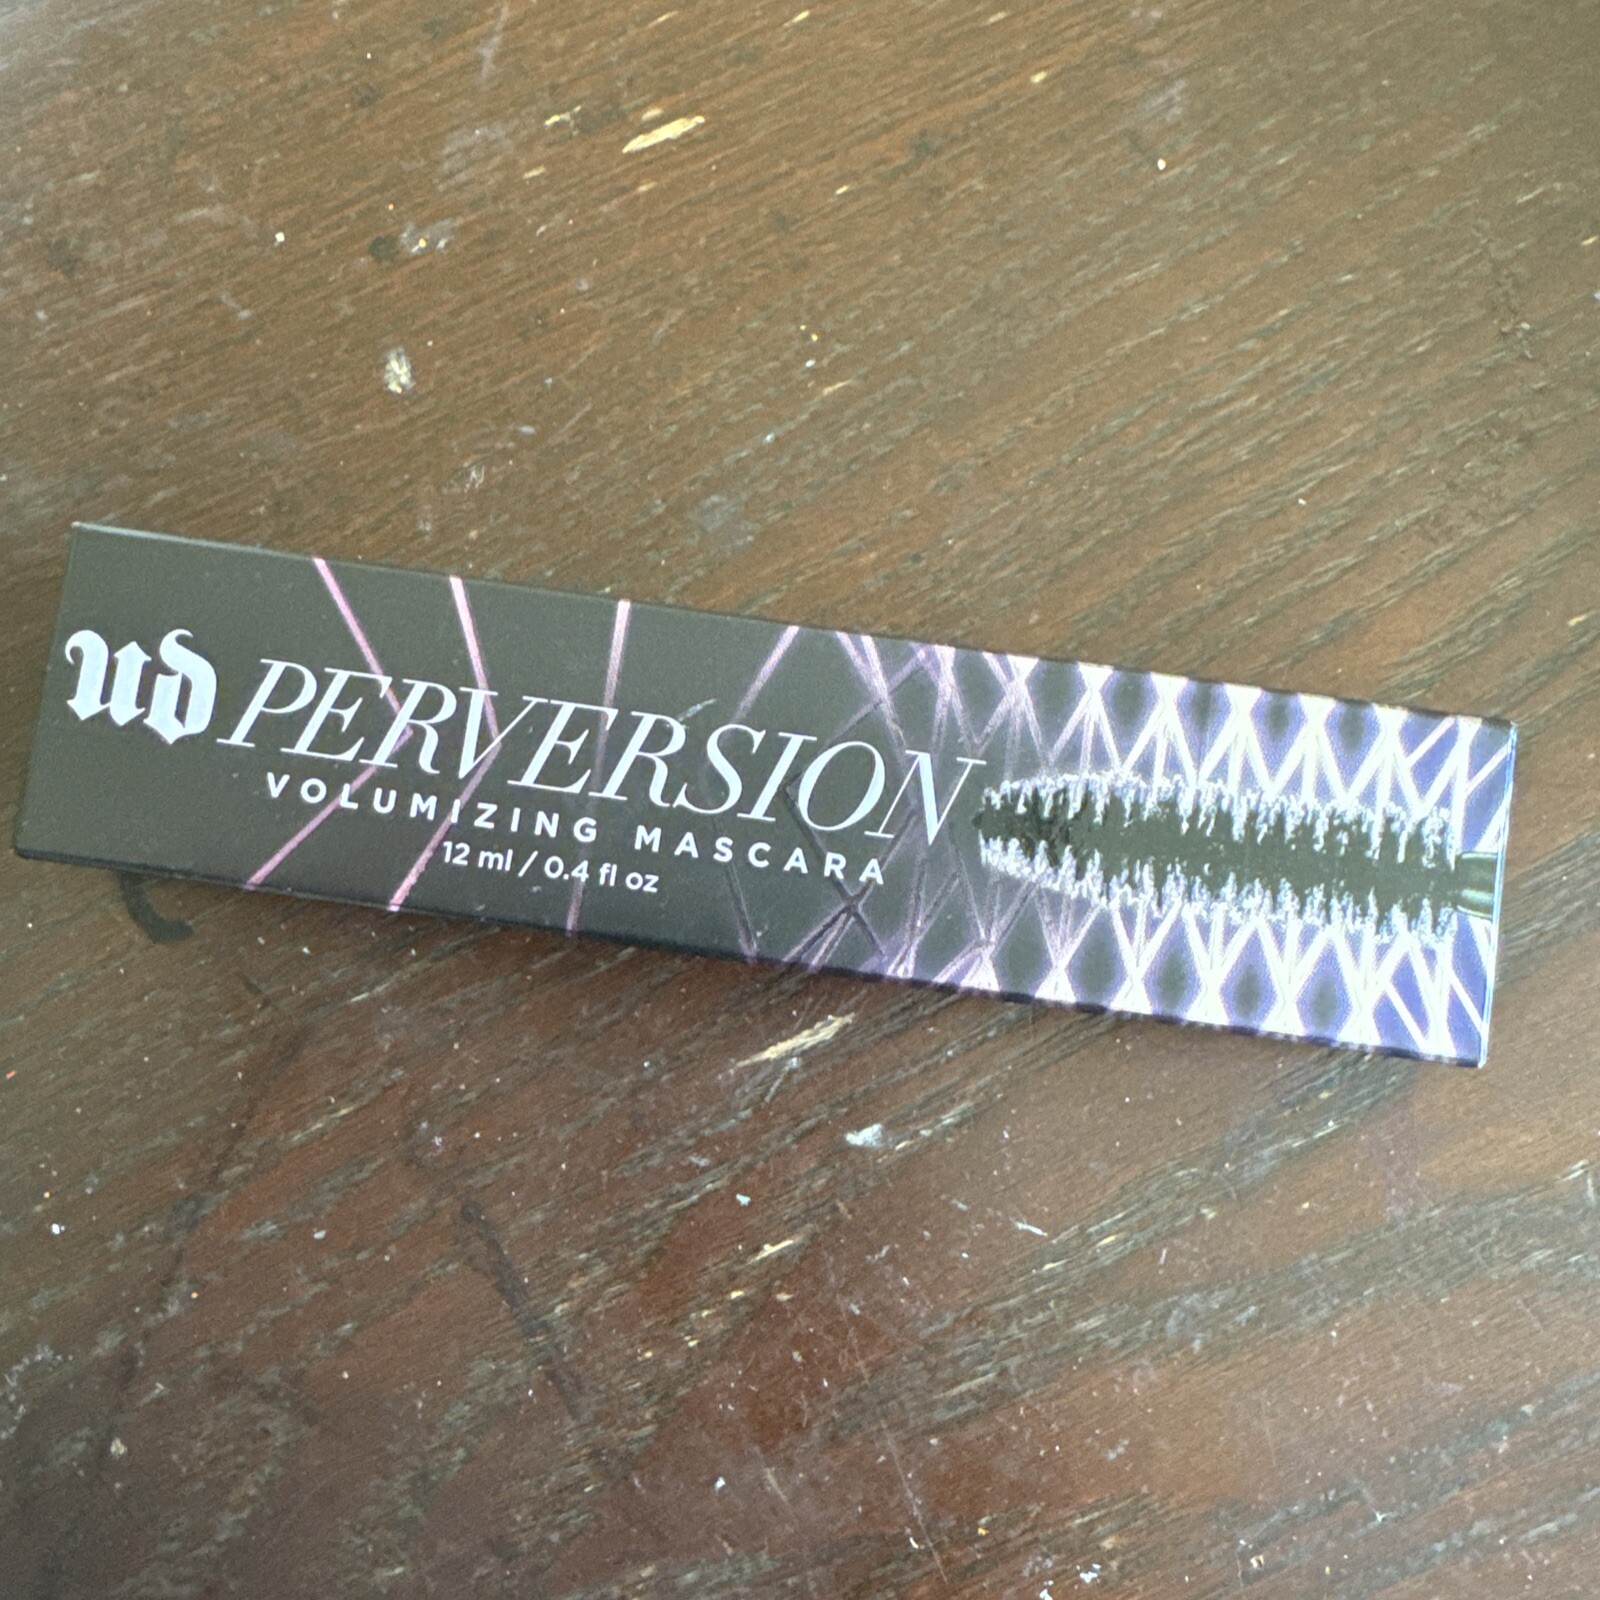 ud PERVERSION
VOLUMIZING MASCARA
12 ml / 0.4 fl oz